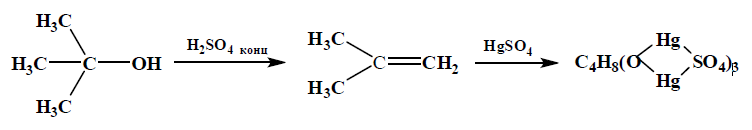 H₃C
H₃C
H₃C
C
OH
H₂SO₄ конц
H₃C
H₃C
C
CH₂
HgSO₄
C₄H₈(O
Hg
Hg
SO₄)₃